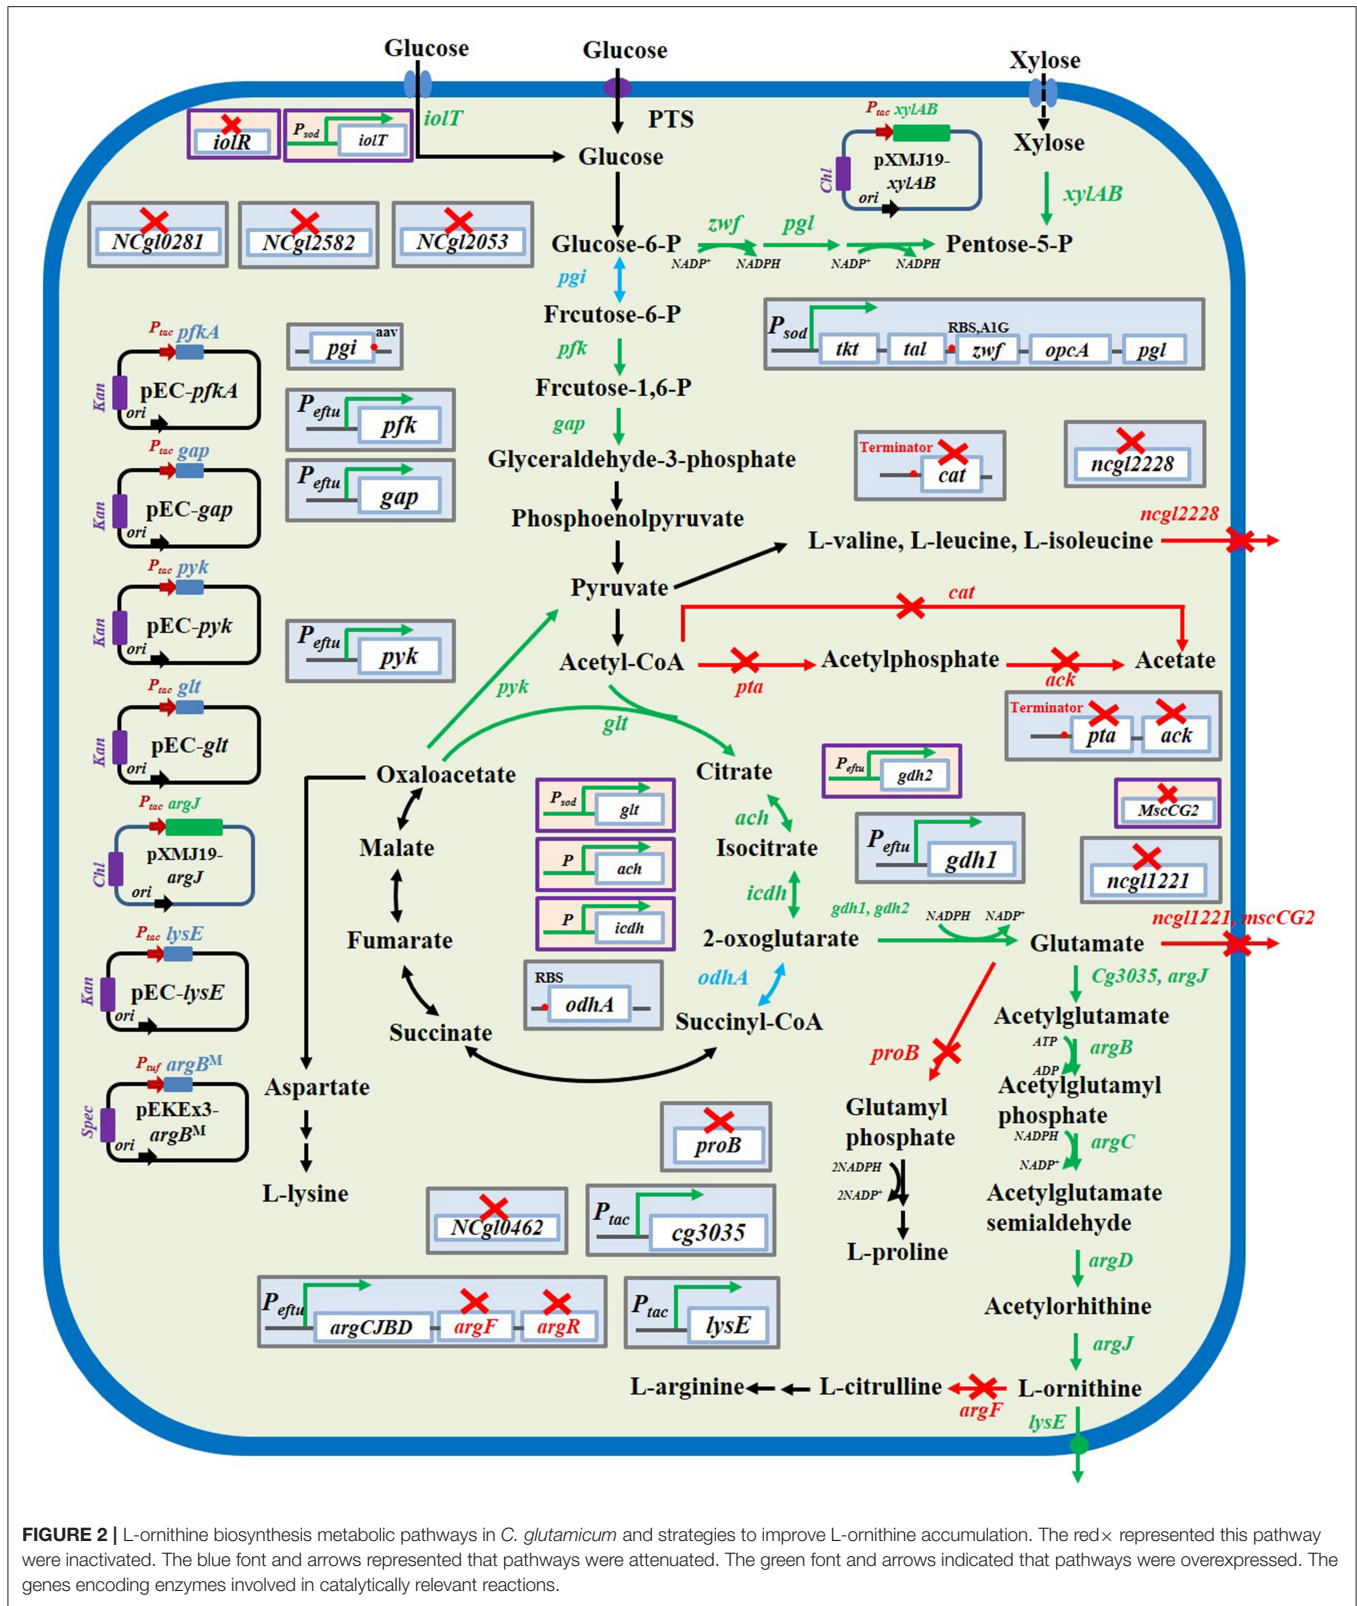 Glucose
Glucose
Xylose
iolR
Psod
iolT
iolT
PTS
Glucose
Ptac xylAB
pXMJ19-
xylAB
Chl
ori
Xylose
xylAB
NCgl0281
NCgl2582
NCgl2053
Glucose-6-P
zwf
pgl
Pentose-5-P
NADP+
NADPH
NADP+
NADPH
pgi
Frcutose-6-P
Psod
RBS,A1G
tkt
tal
zwf
opcA
pgl
Ptac pfkA
Kan
pEC-pfkA
ori
pgi
aav
pfk
Frcutose-1,6-P
Peftu
pfk
gap
Glyceraldehyde-3-phosphate
Terminator
cat
ncgl2228
Ptac gap
Kan
pEC-gap
ori
Peftu
gap
Phosphoenolpyruvate
ncgl2228
L-valine, L-leucine, L-isoleucine
Ptac pyk
Kan
pEC-pyk
ori
Pyruvate
cat
Peftu
pyk
Acetyl-CoA
pta
Acetylphosphate
ack
Acetate
pyk
glt
Ptac glt
Kan
pEC-glt
ori
Terminator
pta
ack
Oxaloacetate
Citrate
Peftu
gdh2
Psod
glt
MscCG2
Ptac argJ
Chl
pXMJ19-
argJ
ori
Malate
P
ach
ach
Isocitrate
Peftu
gdh1
ncgl1221
icdh
P
icdh
gdh1, gdh2
NADPH
NADP+
ncgl1221, mscCG2
Ptac lysE
Kan
pEC-lysE
ori
Fumarate
2-oxoglutarate
Glutamate
RBS
odhA
odhA
Cg3035, argJ
Succinate
Succinyl-CoA
Acetylglutamate
proB
ATP
ADP
argB
Ptuf argBM
Spec
pEKEx3-
argBM
ori
Aspartate
Acetylglutamyl
phosphate
Glutamyl
phosphate
proB
NADPH
NADP+
argC
2NADPH
2NADP+
L-lysine
Acetylglutamate
semialdehyde
NCgl0462
Ptac
cg3035
L-proline
argD
Peftu
argCJBD
argF
argR
Ptac
lysE
Acetylorhithine
argJ
L-arginine
L-citrulline
argF
L-ornithine
lysE
FIGURE 2 | L-ornithine biosynthesis metabolic pathways in C. glutamicum and strategies to improve L-ornithine accumulation. The red× represented this pathway
were inactivated. The blue font and arrows represented that pathways were attenuated. The green font and arrows indicated that pathways were overexpressed. The
genes encoding enzymes involved in catalytically relevant reactions.